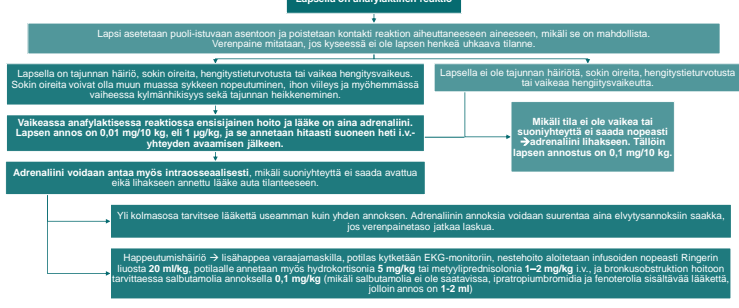 Lapsella on anafylaktinen reaktio
Lapsi asetetaan puoli-istuvaan asentoon ja poistetaan kontakti reaktion aiheuttaneeseen aineeseen, mikäli se on mahdollista.
Verenpaine mitataan, jos kyseessä ei ole lapsen henkeä uhkaava tilanne.
Lapsella on tajunnan häiriö, sokin oireita, hengitystieturvotusta tai vaikea hengitysvaikeus.
Sokin oireita voivat olla muun muassa sykkeen nopeutuminen, ihon viileys ja myöhemmässä
vaiheessa kylmänhikisyys sekä tajunnan heikkeneminen.
Lapsella ei ole tajunnan häiriötä, sokin oireita, hengitystieturvotusta
tai vaikeaa hengitysvaikeutta.
Vaikeassa anafylaktisessa reaktiossa ensisijainen hoito ja lääke on aina adrenaliini.
Lapsen annos on 0,01 mg/10 kg, eli 1 µg/kg, ja se annetaan hitaasti suoneen heti i.v.-
yhteyden avaamisen jälkeen.
Mikäli tila ei ole vaikea tai
suoniyhteyttä ei saada nopeasti
→adrenaliini lihakseen. Tällöin
lapsen annostus on 0,1 mg/10 kg.
Adrenaliini voidaan antaa myös intraosseaalisesti, mikäli suoniyhteyttä ei saada avattua
eikä lihakseen annettu lääke auta tilanteeseen.
Yli kolmasosa tarvitsee lääkettä useamman kuin yhden annoksen. Adrenaliinin annoksia voidaan suurentaa aina elvytysannoksiin saakka,
jos verenpainetaso jatkaa laskua.
Happeutumishäiriö → lisähappea varaajamaskilla, potilas kytketään EKG-monitoriin, nestehoito aloitetaan infusoiden nopeasti Ringerin
liuosta 20 ml/kg, potilaalle annetaan myös hydrokortisonia 5 mg/kg tai metyyliprednisolonia 1–2 mg/kg i.v., ja bronkusobstruktion hoitoon
tarvittaessa salbutamolia annoksella 0,1 mg/kg (mikäli salbutamolia ei ole saatavissa, ipratropiumbromidia ja fenoterolia sisältävää lääkettä,
jolloin annos on 1-2 ml)